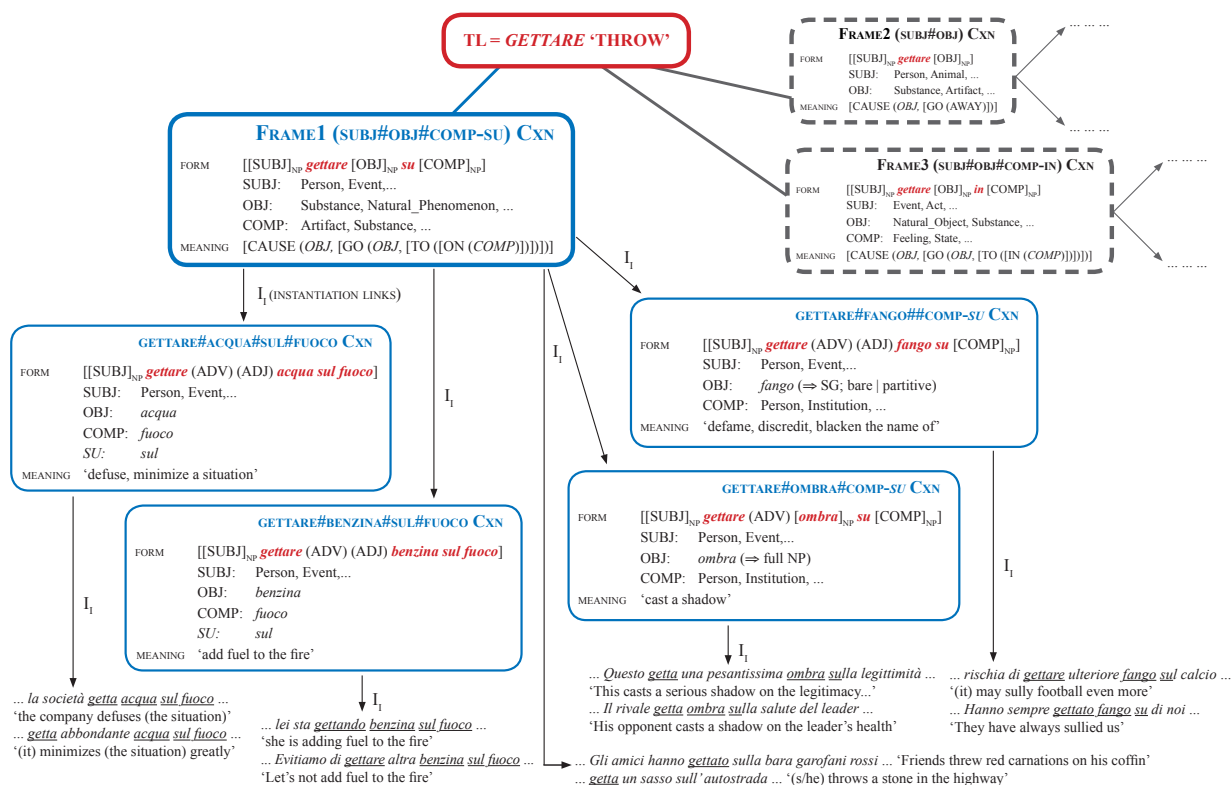 TL = GETTARE ‘THROW’
FRAME2 (SUBJ#OBJ) CXN
FORM [[SUBJ]NP gettare [OBJ]NP]
SUBJ: Person, Animal, ...
OBJ: Substance, Artifact, ...
MEANING [CAUSE (OBJ, [GO (AWAY)])]
... ... ...
... ... ...
FRAME1 (SUBJ#OBJ#COMP-SU) CXN
FORM [[SUBJ]NP gettare [OBJ]NP su [COMP]NP]
SUBJ: Person, Event,...
OBJ: Substance, Natural_Phenomenon, ...
COMP: Artifact, Substance, ...
MEANING [CAUSE (OBJ, [GO (OBJ, [TO ([ON (COMP)])])])]
FRAME3 (SUBJ#OBJ#COMP-IN) CXN
FORM [[SUBJ]NP gettare [OBJ]NP in [COMP]NP]
SUBJ: Event, Act, ...
OBJ: Natural_Object, Substance, ...
COMP: Feeling, State, ...
MEANING [CAUSE (OBJ, [GO (OBJ, [TO ([IN (COMP)])])])]
... ... ...
... ... ...
II (INSTANTIATION LINKS)
II
II
II
II
GETTARE#ACQUA#SUL#FUOCO CXN
FORM [[SUBJ]NP gettare (ADV) (ADJ) acqua sul fuoco]
SUBJ: Person, Event,...
OBJ: acqua
COMP: fuoco
SU: sul
MEANING ‘defuse, minimize a situation’
GETTARE#FANGO##COMP-SU CXN
FORM [[SUBJ]NP gettare (ADV) (ADJ) fango su [COMP]NP]
SUBJ: Person, Event,...
OBJ: fango (⇒ SG; bare | partitive)
COMP: Person, Institution, ...
MEANING ‘defame, discredit, blacken the name of’
GETTARE#BENZINA#SUL#FUOCO CXN
FORM [[SUBJ]NP gettare (ADV) (ADJ) benzina sul fuoco]
SUBJ: Person, Event,...
OBJ: benzina
COMP: fuoco
SU: sul
MEANING ‘add fuel to the fire’
GETTARE#OMBRA#COMP-SU CXN
FORM [[SUBJ]NP gettare (ADV) [ombra]NP su [COMP]NP]
SUBJ: Person, Event,...
OBJ: ombra (⇒ full NP)
COMP: Person, Institution, ...
MEANING ‘cast a shadow’
II
II
II
II
... la società getta acqua sul fuoco ...
‘the company defuses (the situation)’
... getta abbondante acqua sul fuoco ...
‘(it) minimizes (the situation) greatly’
... lei sta gettando benzina sul fuoco ...
‘she is adding fuel to the fire’
... Evitiamo di gettare altra benzina sul fuoco ...
‘Let’s not add fuel to the fire’
... Questo getta una pesantissima ombra sulla legittimità ...
‘This casts a serious shadow on the legitimacy...’
... Il rivale getta ombra sulla salute del leader ...
‘His opponent casts a shadow on the leader’s health’
... rischia di gettare ulteriore fango sul calcio ...
‘(it) may sully football even more’
... Hanno sempre gettato fango su di noi ...
‘They have always sullied us’
... Gli amici hanno gettato sulla bara garofani rossi ... ‘Friends threw red carnations on his coffin’
... getta un sasso sull’autostrada ... ‘(s/he) throws a stone in the highway’